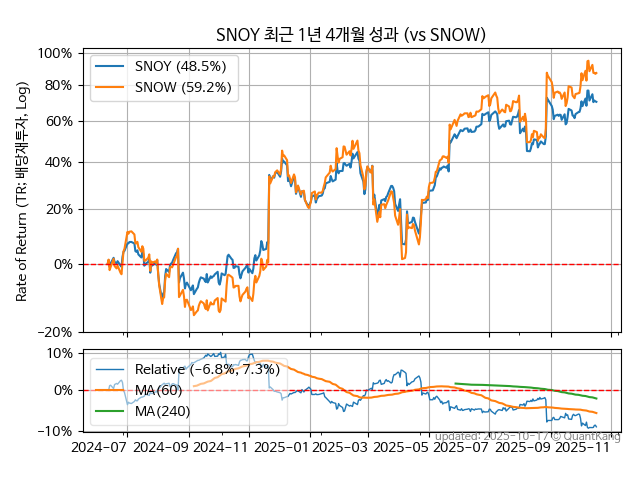 SNOY 최근 1년 4개월 성과 (vs SNOW)
100%
80%
60%
40%
20%
0%
−20%
Rate of Return (TR; 배당재투자, Log)
SNOY (48.5%)
SNOW (59.2%)
10%
0%
−10%
Relative (−6.8%, 7.3%)
MA(60)
MA(240)
2024-07 2024-09 2024-11 2025-01 2025-03 2025-05 2025-07 2025-09 2025-11
updated: 2025-10-17 © QuantKang